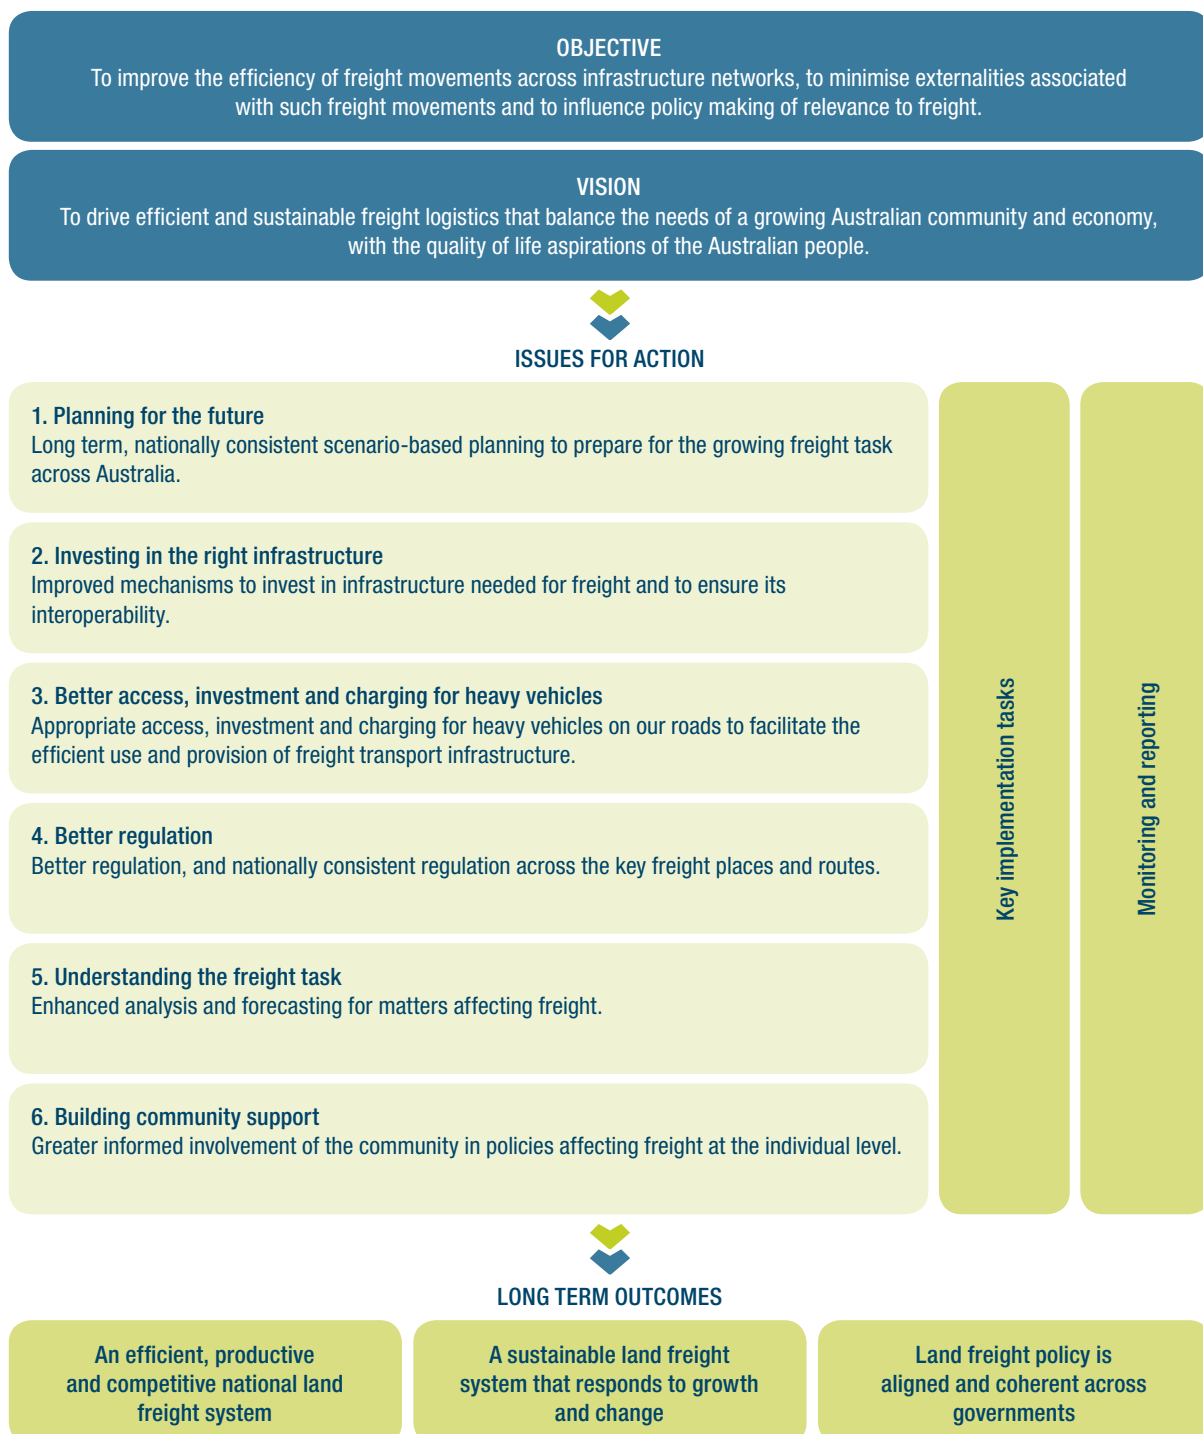 OBJECTIVE
To improve the efficiency of freight movements across infrastructure networks, to minimise externalities associated
with such freight movements and to influence policy making of relevance to freight.
VISION
To drive efficient and sustainable freight logistics that balance the needs of a growing Australian community and economy,
with the quality of life aspirations of the Australian people.
ISSUES FOR ACTION
1. Planning for the future
Long term, nationally consistent scenario-based planning to prepare for the growing freight task
across Australia.
2. Investing in the right infrastructure
Improved mechanisms to invest in infrastructure needed for freight and to ensure its
interoperability.
3. Better access, investment and charging for heavy vehicles
Appropriate access, investment and charging for heavy vehicles on our roads to facilitate the
efficient use and provision of freight transport infrastructure.
4. Better regulation
Better regulation, and nationally consistent regulation across the key freight places and routes.
5. Understanding the freight task
Enhanced analysis and forecasting for matters affecting freight.
6. Building community support
Greater informed involvement of the community in policies affecting freight at the individual level.
Key implementation tasks
Monitoring and reporting
LONG TERM OUTCOMES
An efficient, productive
and competitive national land
freight system
A sustainable land freight
system that responds to growth
and change
Land freight policy is
aligned and coherent across
governments